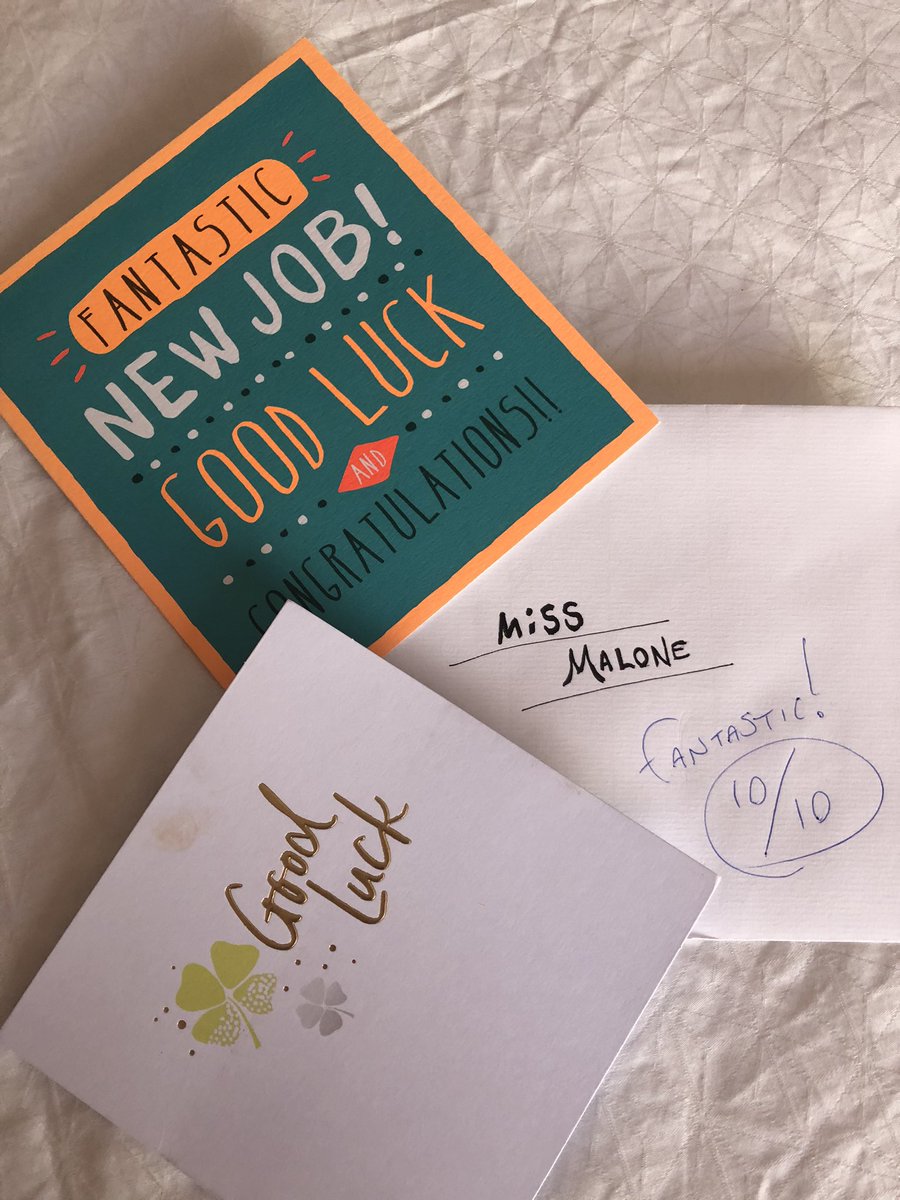 FANTASTIC
NEW JOB!
GOOD LUCK
AND
CONGRATULATIONS!!!
MiSS
MALONE
FANTASTIC!
10/10
Good
Luck